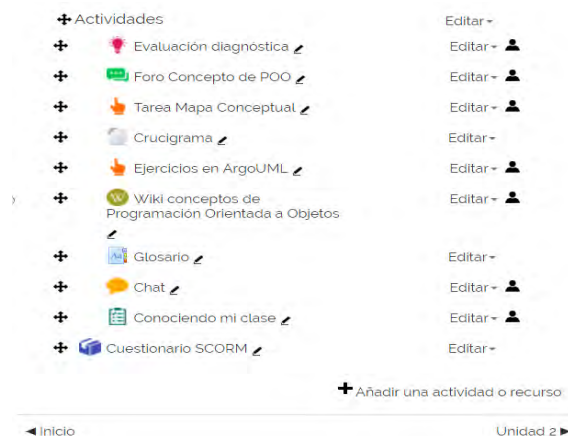 Actividades Editar
Evaluación diagnóstica Editar
Foro Concepto de POO Editar
Tarea Mapa Conceptual Editar
Crucigrama Editar
Ejercicios en ArgoUML Editar
Wiki conceptos de Editar
Programación Orientada a Objetos
Glosario Editar
Chat Editar
Conociendo mi clase Editar
Cuestionario SCORM Editar
Añadir una actividad o recurso
Inicio Unidad 2